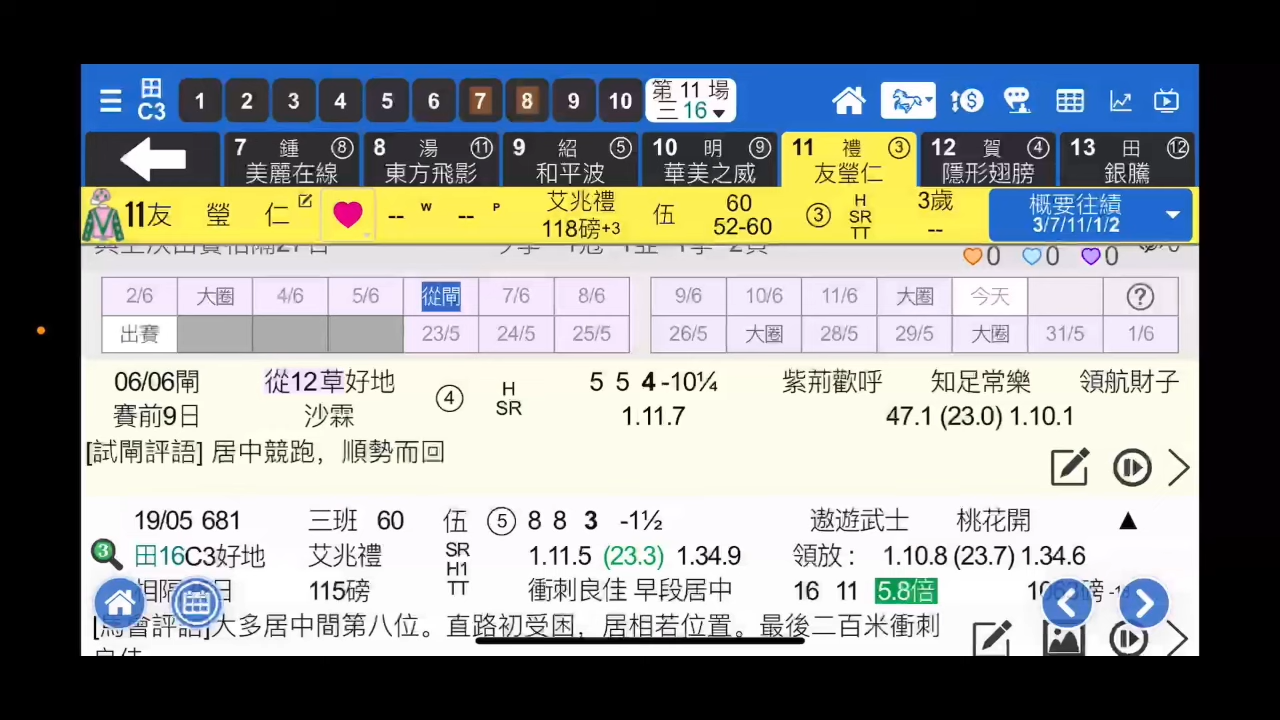 田
C3
1 2 3 4 5 6 7 8 9 10
第 11 場
三 16 ▼
7 鍾 ⑧
美麗在線
8 湯 ⑪
東方飛影
9 紹 ⑤
和平波
10 明 ⑨
華美之威
11 禮 ③
友瑩仁
12 賀 ④
隱形翅膀
13 田 ⑫
銀騰
11友 瑩 仁
-- W -- P
艾兆禮
118磅+3
伍
60
52-60
③
H
SR
TT
3歲
--
概要往績
3/7/11/1/2
0 0 0
2/6 大圈 4/6 5/6 從閘 7/6 8/6 9/6 10/6 11/6 大圈 今天 ?
出賽 23/5 24/5 25/5 26/5 大圈 28/5 29/5 大圈 31/5 1/6
06/06閘 從12草好地 ④ H SR 5 5 4 -10¼ 紫荊歡呼 知足常樂 領航財子
賽前9日 沙霖 1.11.7 47.1 (23.0) 1.10.1
[試閘評語] 居中競跑，順勢而回
19/05 681 三班 60 伍 ⑤ 8 8 3 -1½ 遨遊武士 桃花開 ▲
3 田16C3好地 艾兆禮 SR H1 TT 1.11.5 (23.3) 1.34.9 領放： 1.10.8 (23.7) 1.34.6
日 115磅 衝刺良佳 早段居中 16 11 5.8倍
[馬會評語]大多居中間第八位。直路初受困，居相若位置。最後二百米衝刺